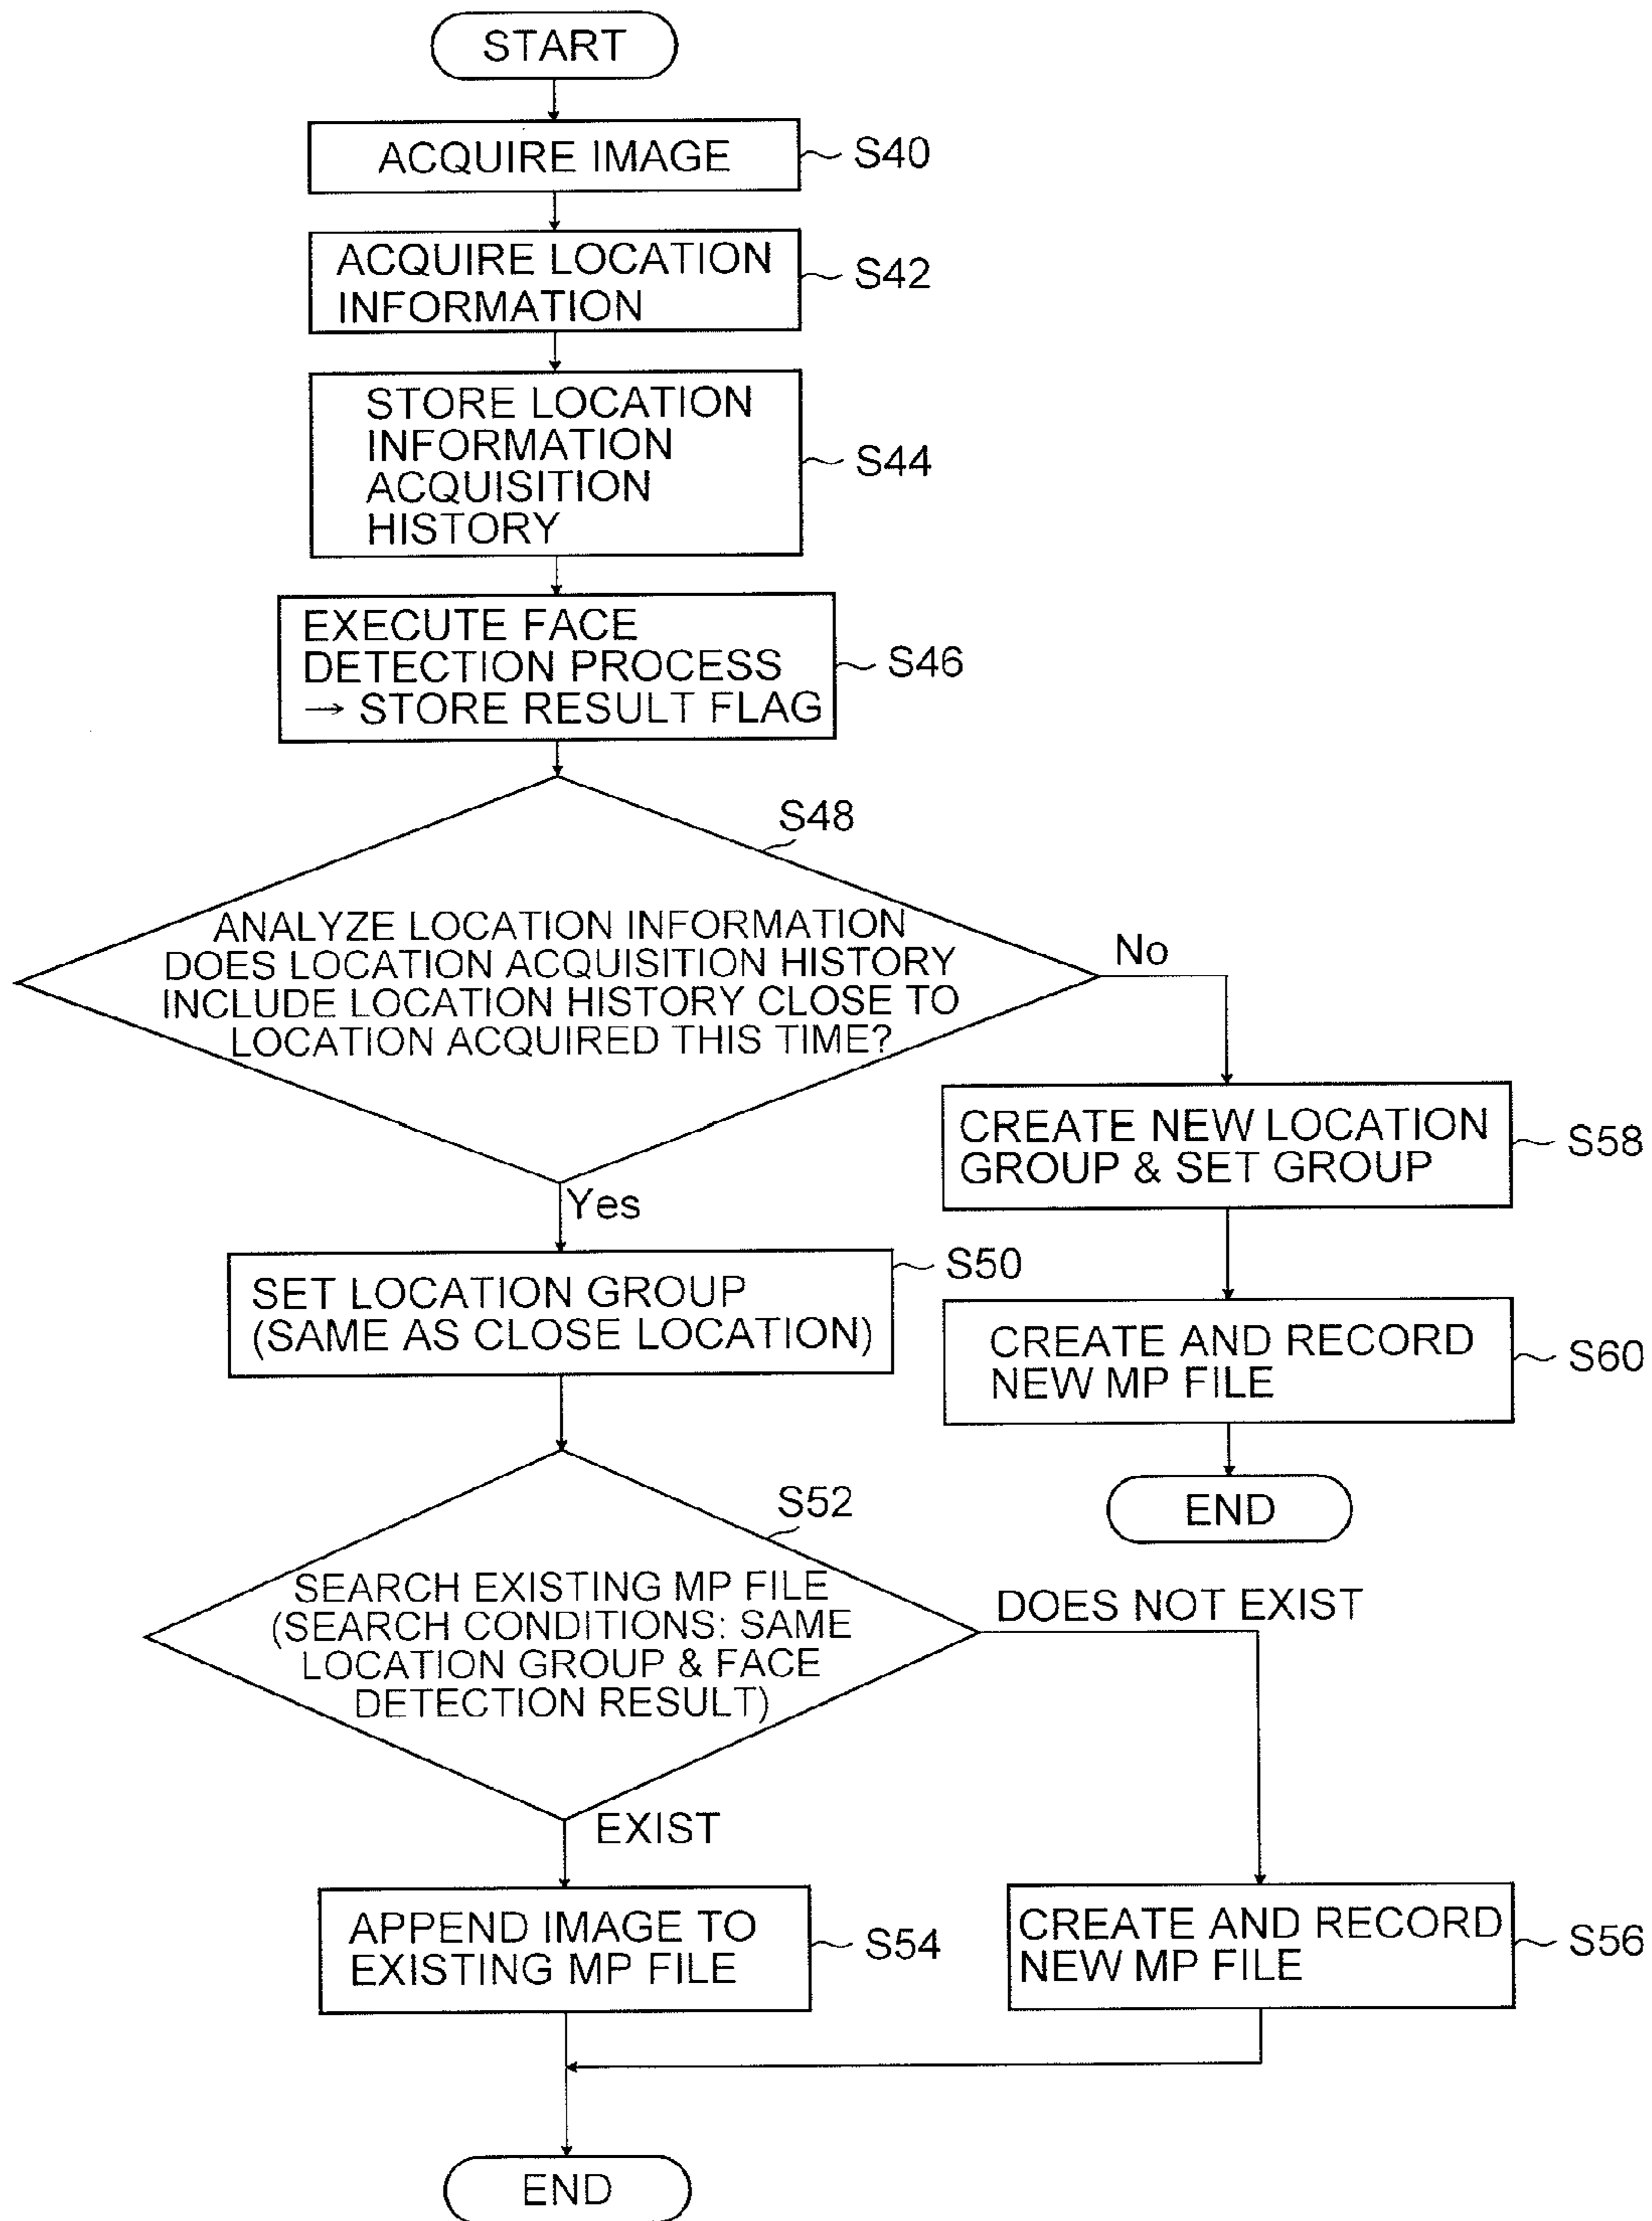 START
ACQUIRE IMAGE
S40
ACQUIRE LOCATION
INFORMATION
S42
STORE LOCATION
INFORMATION
ACQUISITION
HISTORY
S44
EXECUTE FACE
DETECTION PROCESS
→ STORE RESULT FLAG
S46
S48
ANALYZE LOCATION INFORMATION
DOES LOCATION ACQUISITION HISTORY
INCLUDE LOCATION HISTORY CLOSE TO
LOCATION ACQUIRED THIS TIME?
No
Yes
CREATE NEW LOCATION
GROUP & SET GROUP
S58
SET LOCATION GROUP
(SAME AS CLOSE LOCATION)
S50
CREATE AND RECORD
NEW MP FILE
S60
END
S52
SEARCH EXISTING MP FILE
(SEARCH CONDITIONS: SAME
LOCATION GROUP & FACE
DETECTION RESULT)
DOES NOT EXIST
EXIST
APPEND IMAGE TO
EXISTING MP FILE
S54
CREATE AND RECORD
NEW MP FILE
S56
END